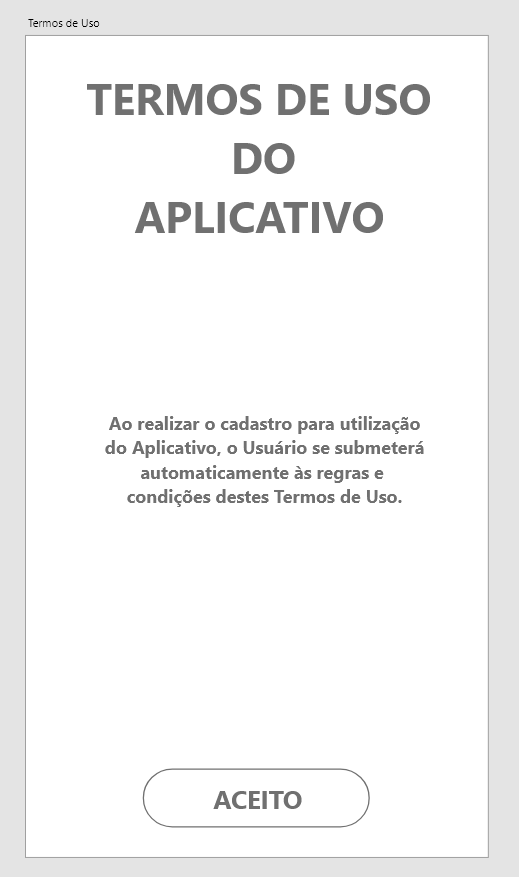 Termos de Uso
TERMOS DE USO
DO
APLICATIVO
Ao realizar o cadastro para utilização
do Aplicativo, o Usuário se submeterá
automaticamente às regras e
condições destes Termos de Uso.
ACEITO